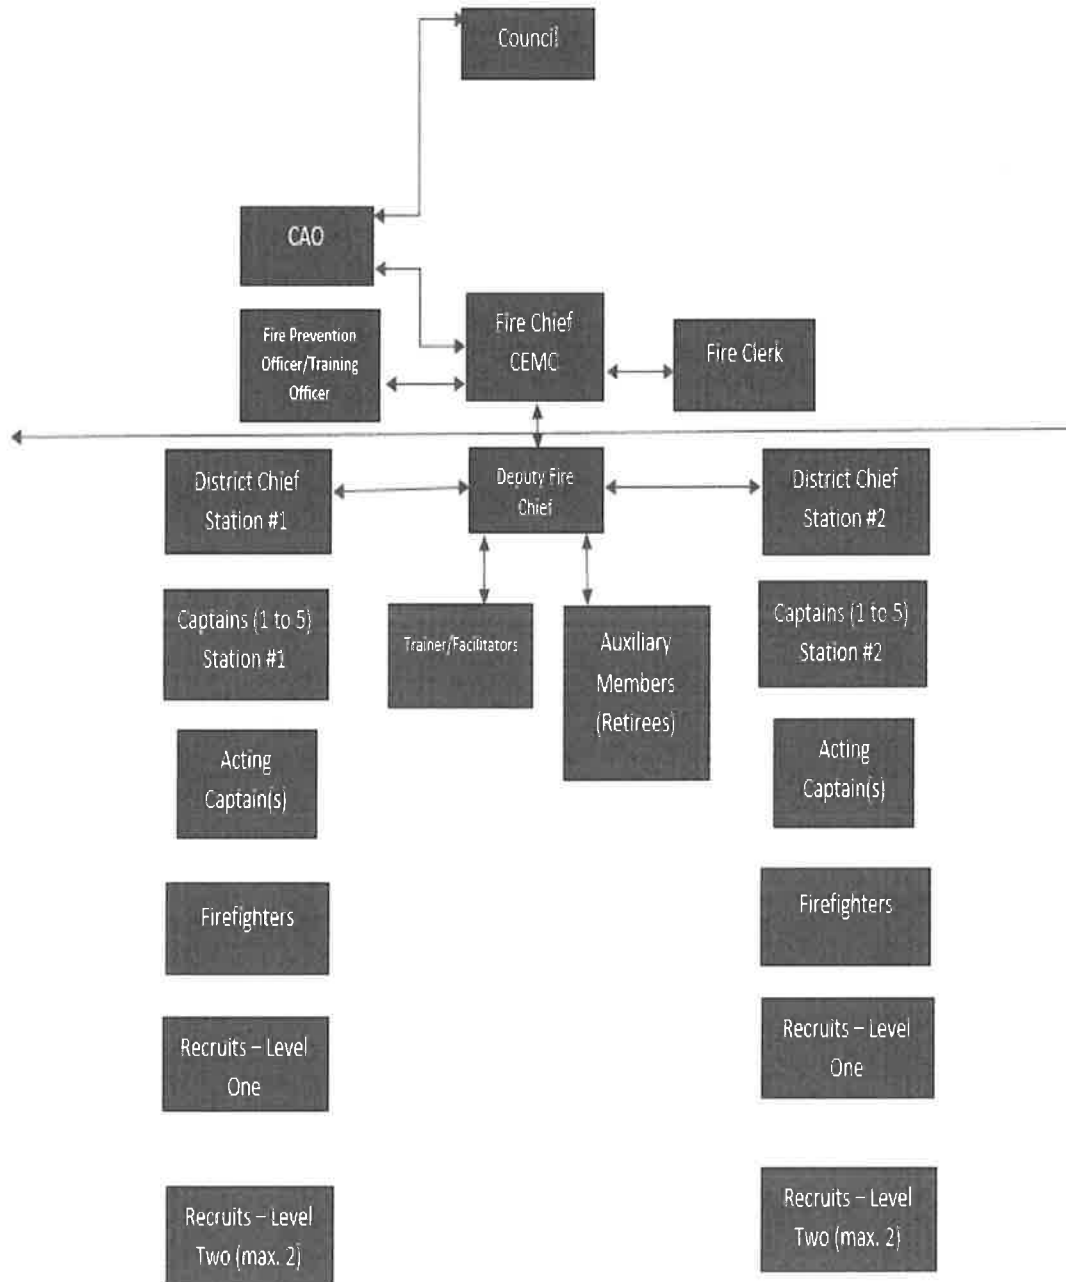 Council
CAO
Fire Prevention
Officer/Training
Officer
Fire Chief
CEMC
Fire Clerk
District Chief
Station #1
Deputy Fire
Chief
District Chief
Station #2
Captains (1 to 5)
Station #1
Trainer/Facilitators
Auxiliary
Members
(Retirees)
Captains (1 to 5)
Station #2
Acting
Captain(s)
Acting
Captain(s)
Firefighters
Firefighters
Recruits – Level
One
Recruits – Level
One
Recruits – Level
Two (max. 2)
Recruits – Level
Two (max. 2)